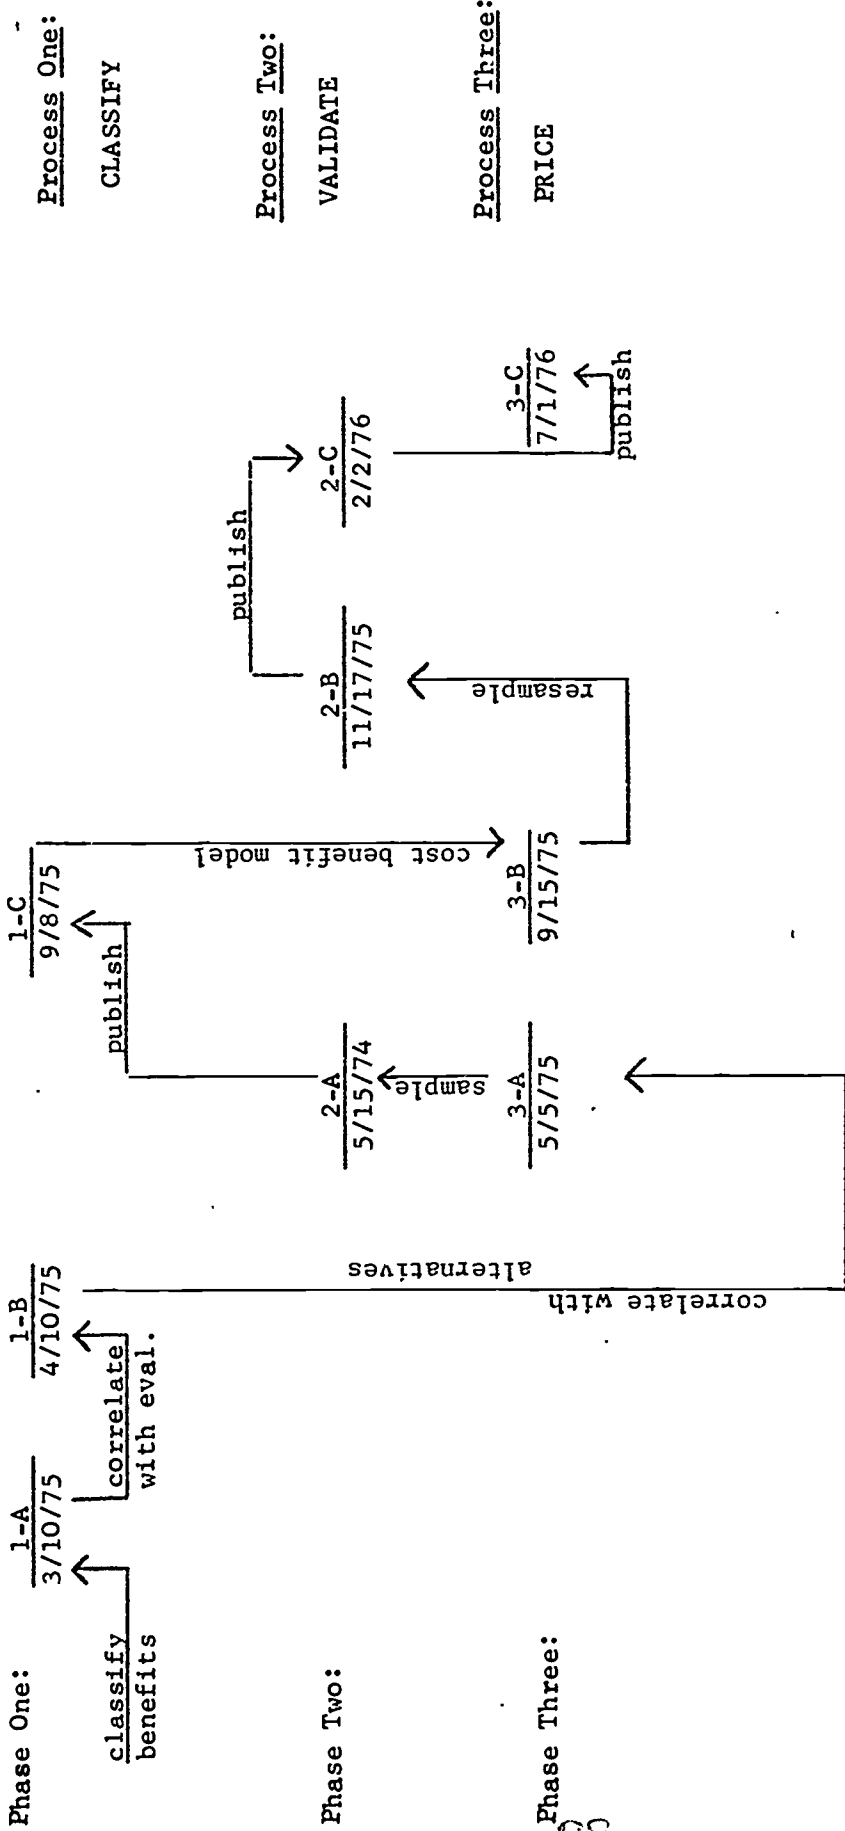 Phase One:
classify
benefits
1-A
3/10/75
correlate
with eval.
1-B
4/10/75
correlate with
alternatives
publish
1-C
9/8/75
Process One:
CLASSIFY
Phase Two:
2-A
5/15/74
sample
cost benefit model
2-B
11/17/75
resample
publish
2-C
2/2/76
Process Two:
VALIDATE
Phase Three:
3-A
5/5/75
3-B
9/15/75
3-C
7/1/76
publish
Process Three:
PRICE